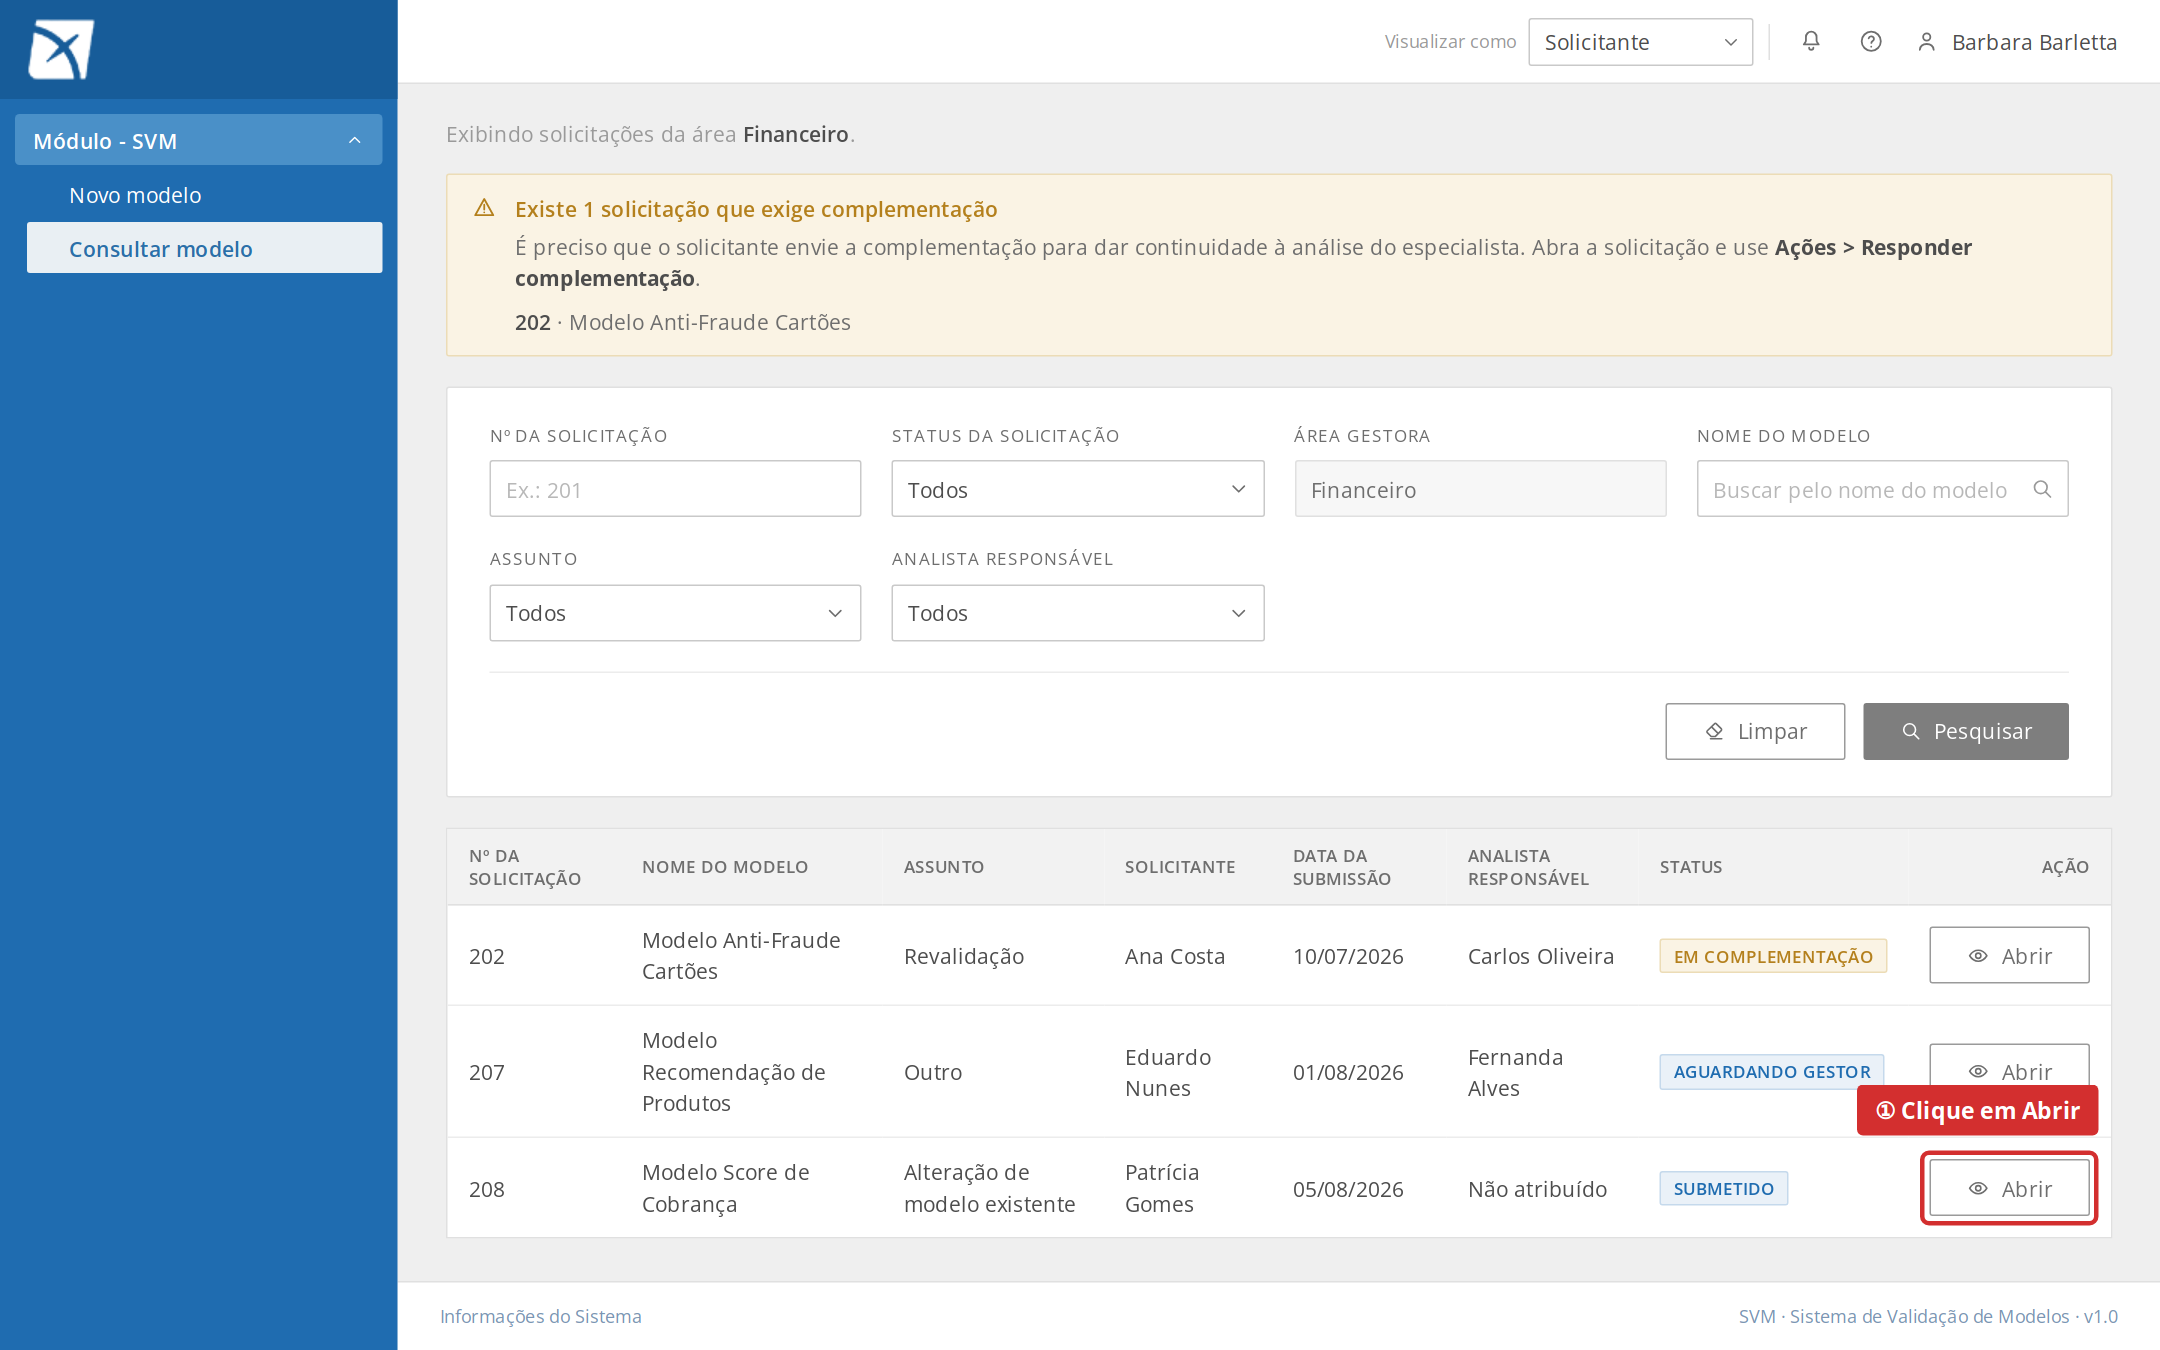 Visualizar como
Solicitante
Barbara Barletta
Módulo - SVM
Novo modelo
Consultar modelo
Exibindo solicitações da área Financeiro.
Existe 1 solicitação que exige complementação
É preciso que o solicitante envie a complementação para dar continuidade à análise do especialista. Abra a solicitação e use Ações > Responder
complementação.
202 · Modelo Anti-Fraude Cartões
Nº DA SOLICITAÇÃO
STATUS DA SOLICITAÇÃO
ÁREA GESTORA
NOME DO MODELO
Ex.: 201
Todos
Financeiro
Buscar pelo nome do modelo
ASSUNTO
ANALISTA RESPONSÁVEL
Todos
Todos
Limpar
Pesquisar
Nº DA
SOLICITAÇÃO
NOME DO MODELO
ASSUNTO
SOLICITANTE
DATA DA
SUBMISSÃO
ANALISTA
RESPONSÁVEL
STATUS
AÇÃO
202
Modelo Anti-Fraude
Cartões
Revalidação
Ana Costa
10/07/2026
Carlos Oliveira
EM COMPLEMENTAÇÃO
Abrir
207
Modelo
Recomendação de
Produtos
Outro
Eduardo
Nunes
01/08/2026
Fernanda
Alves
AGUARDANDO GESTOR
Abrir
① Clique em Abrir
208
Modelo Score de
Cobrança
Alteração de
modelo existente
Patrícia
Gomes
05/08/2026
Não atribuído
SUBMETIDO
Abrir
Informações do Sistema
SVM · Sistema de Validação de Modelos · v1.0